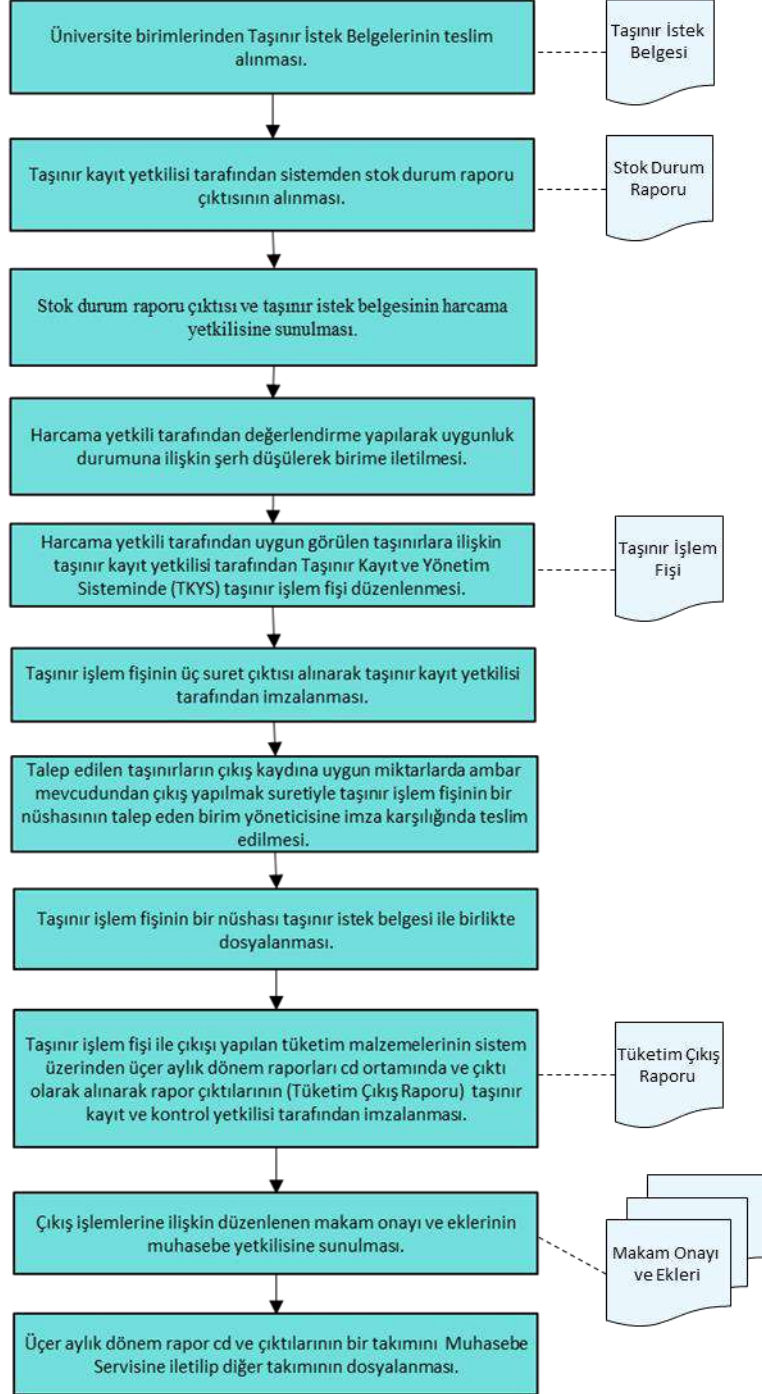 Üniversite birimlerinden Taşınır İstek Belgelerinin teslim
alınması.
Taşınır İstek
Belgesi
Taşınır kayıt yetkilisi tarafından sistemden stok durum raporu
çıktısının alınması.
Stok Durum
Raporu
Stok durum raporu çıktısı ve taşınır istek belgesinin harcama
yetkilisine sunulması.
Harcama yetkili tarafından değerlendirme yapılarak uygunluk
durumuna ilişkin şerh düşülerek birime iletilmesi.
Harcama yetkili tarafından uygun görülen taşınırlara ilişkin
taşınır kayıt yetkilisi tarafından Taşınır Kayıt ve Yönetim
Sisteminde (TKYS) taşınır işlem fişi düzenlenmesi.
Taşınır İşlem
Fişi
Taşınır işlem fişinin üç suret çıktısı alınarak taşınır kayıt yetkilisi
tarafından imzalanması.
Talep edilen taşınırların çıkış kaydına uygun miktarlarda ambar
mevcudundan çıkış yapılmak suretiyle taşınır işlem fişinin bir
nüshasının talep eden birim yöneticisine imza karşılığında teslim
edilmesi.
Taşınır işlem fişinin bir nüshası taşınır istek belgesi ile birlikte
dosyalanması.
Taşınır işlem fişi ile çıkışı yapılan tüketim malzemelerinin sistem
üzerinden üçer aylık dönem raporları cd ortamında ve çıktı
olarak alınarak rapor çıktılarının (Tüketim Çıkış Raporu) taşınır
kayıt ve kontrol yetkilisi tarafından imzalanması.
Tüketim Çıkış
Raporu
Çıkış işlemlerine ilişkin düzenlenen makam onayı ve eklerinin
muhasebe yetkilisine sunulması.
Makam Onayı
ve Ekleri
Üçer aylık dönem rapor cd ve çıktılarının bir takımını Muhasebe
Servisine iletilip diğer takımının dosyalanması.